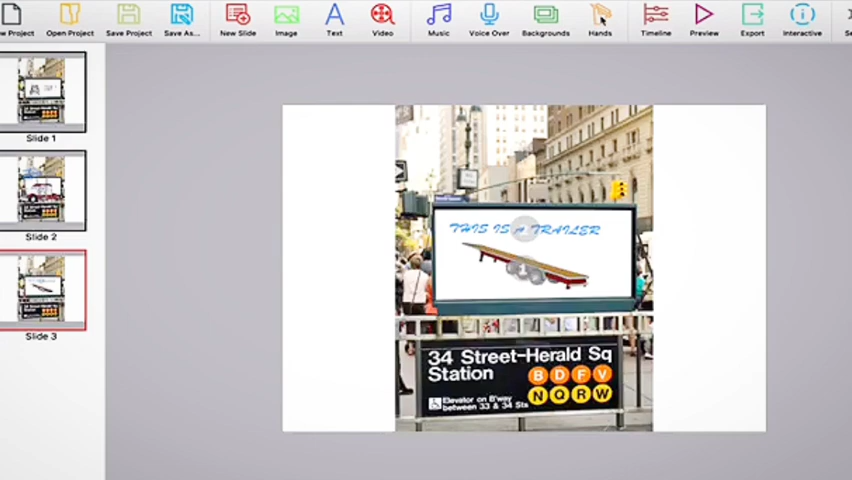 New Project Open Project Save Project Save As... New Slide Image Text Video Music Voice Over Backgrounds Hands Timeline Preview Export Interactive
Slide 1
Slide 2
Slide 3
THIS IS A TRAILER
1
34 Street-Herald Sq
Station
B D F V
N Q R W
Elevator on B'way
between 33 & 34 Sts